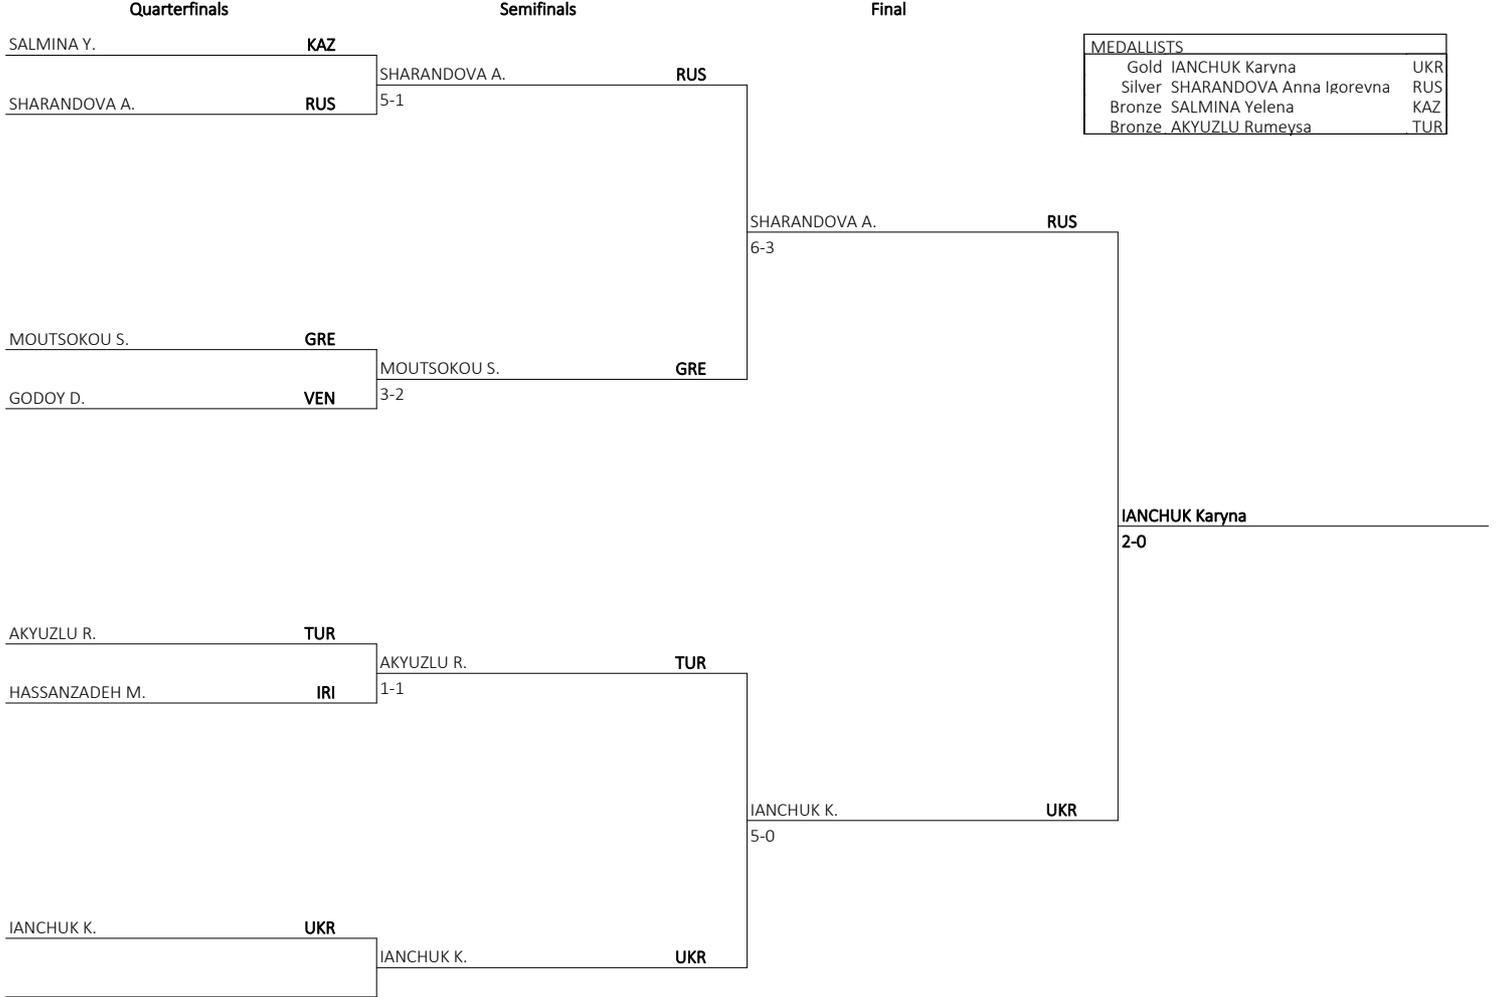 Quarterfinals Semifinals Final
SALMINA Y. KAZ
MEDALLISTS
Gold IANCHUK Karyna UKR
SHARANDOVA A. RUS
Silver SHARANDOVA Anna Igorevna RUS
SHARANDOVA A. RUS
5-1
Bronze SALMINA Yelena KAZ
Bronze AKYUZLU Rumeysa TUR
SHARANDOVA A. RUS
6-3
MOUTSOKOU S. GRE
MOUTSOKOU S. GRE
GODOY D. VEN
3-2
IANCHUK Karyna
2-0
AKYUZLU R. TUR
AKYUZLU R. TUR
HASSANZADEH M. IRI
1-1
IANCHUK K. UKR
5-0
IANCHUK K. UKR
IANCHUK K. UKR